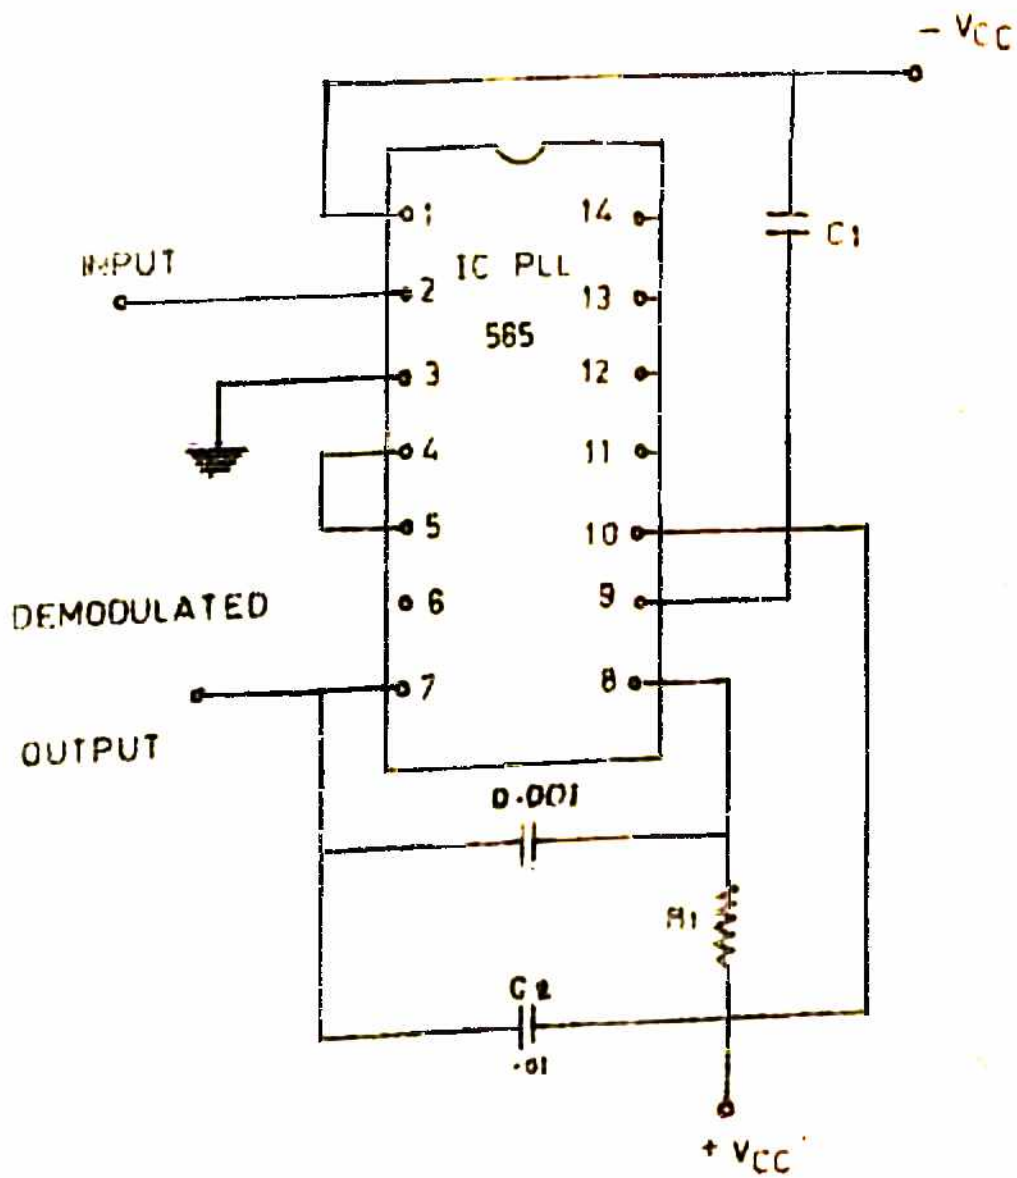 - VCC
1
14
C1
INPUT
IC PLL
2
13
565
3
12
4
11
5
10
6
9
DEMODULATED
7
8
OUTPUT
0.001
R1
C2
.01
+ VCC